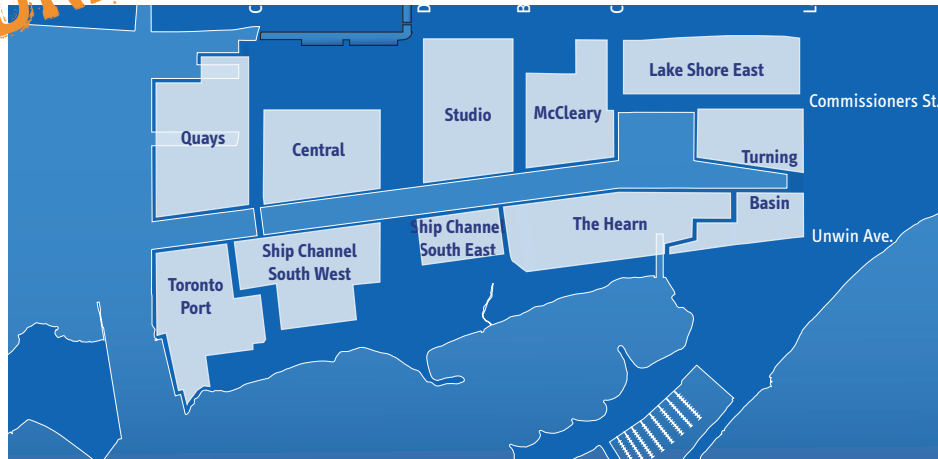 Lake Shore East
Commissioners St.
Studio
McCleary
Quays
Central
Turning
Basin
The Hearn
Unwin Ave.
Ship Channe
South East
Ship Channel
South West
Toronto
Port